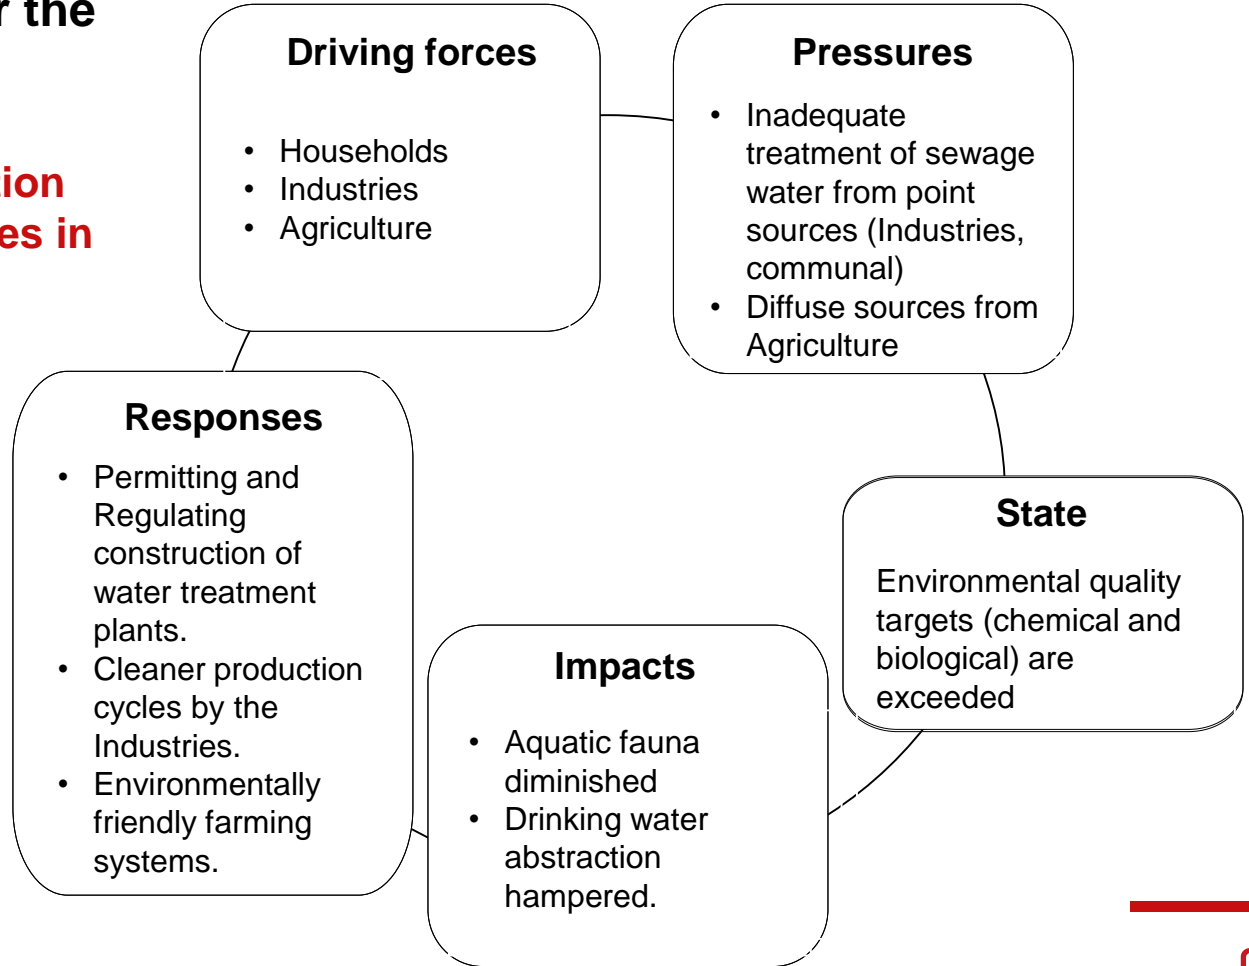 r the
tion
es in
Driving forces
• Households
• Industries
• Agriculture
Pressures
• Inadequate
treatment of sewage
water from point
sources (Industries,
communal)
• Diffuse sources from
Agriculture
Responses
• Permitting and
Regulating
construction of
water treatment
plants.
• Cleaner production
cycles by the
Industries.
• Environmentally
friendly farming
systems.
State
Environmental quality
targets (chemical and
biological) are
exceeded
Impacts
• Aquatic fauna
diminished
• Drinking water
abstraction
hampered.